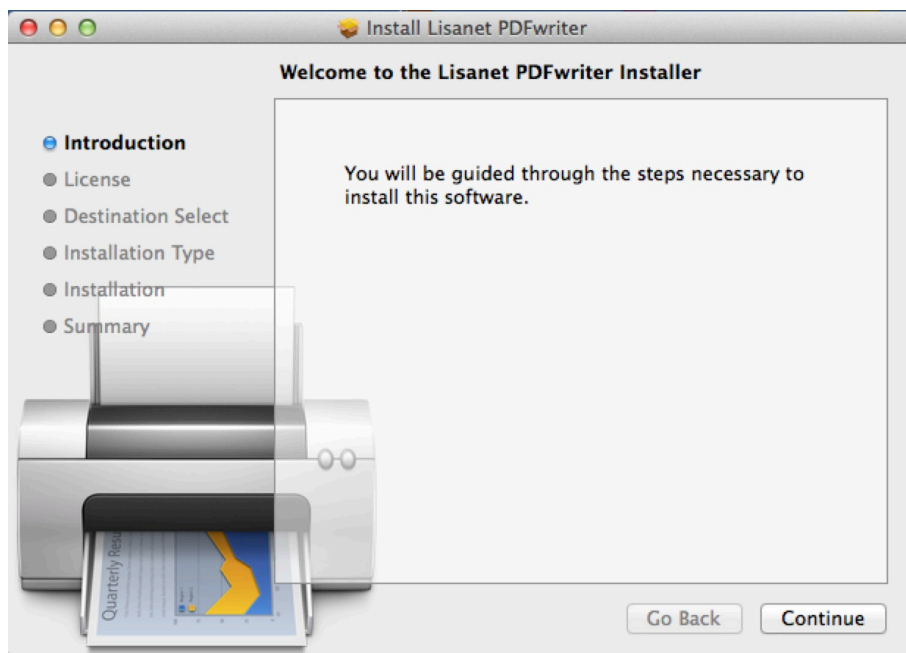 Install Lisanet PDFwriter
Welcome to the Lisanet PDFwriter Installer
Introduction
License
Destination Select
Installation Type
Installation
Summary
You will be guided through the steps necessary to
install this software.
Quarterly Resu
Go Back
Continue